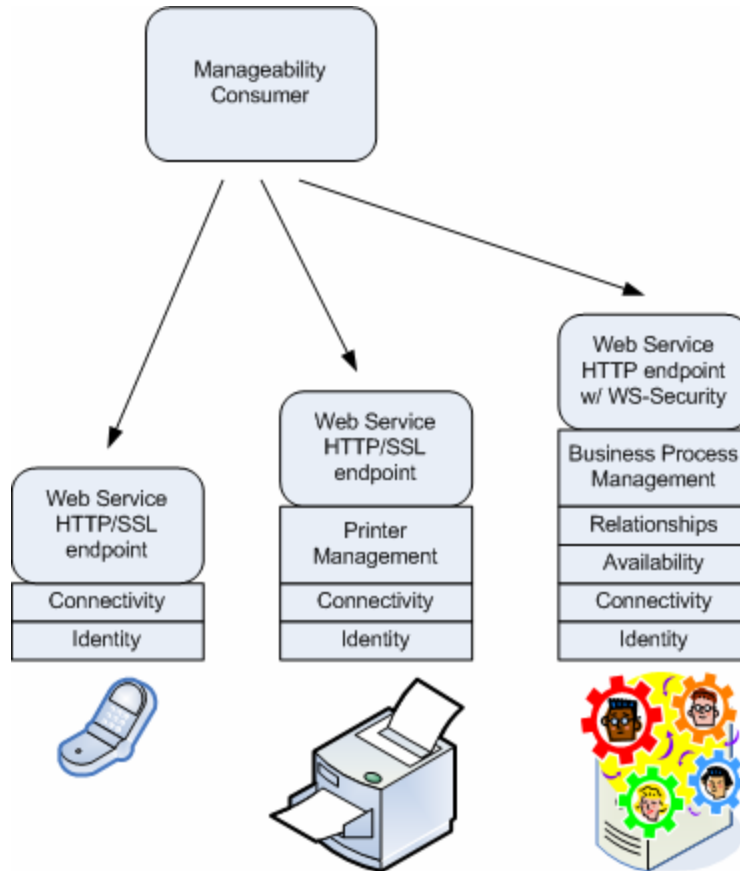 Manageability
Consumer
Web Service
HTTP/SSL
endpoint
Connectivity
Identity
Web Service
HTTP/SSL
endpoint
Printer
Management
Connectivity
Identity
Web Service
HTTP endpoint
w/ WS-Security
Business Process
Management
Relationships
Availability
Connectivity
Identity